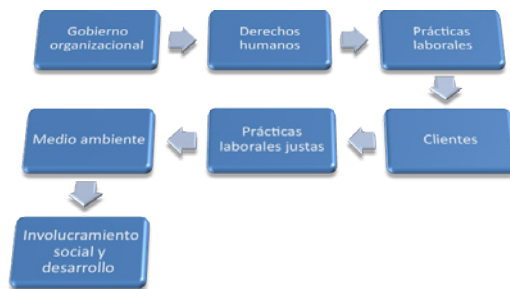 Gobierno
organizacional
Derechos
humanos
Prácticas
laborales
Clientes
Prácticas
laborales justas
Medio ambiente
Involucramiento
social y
desarrollo